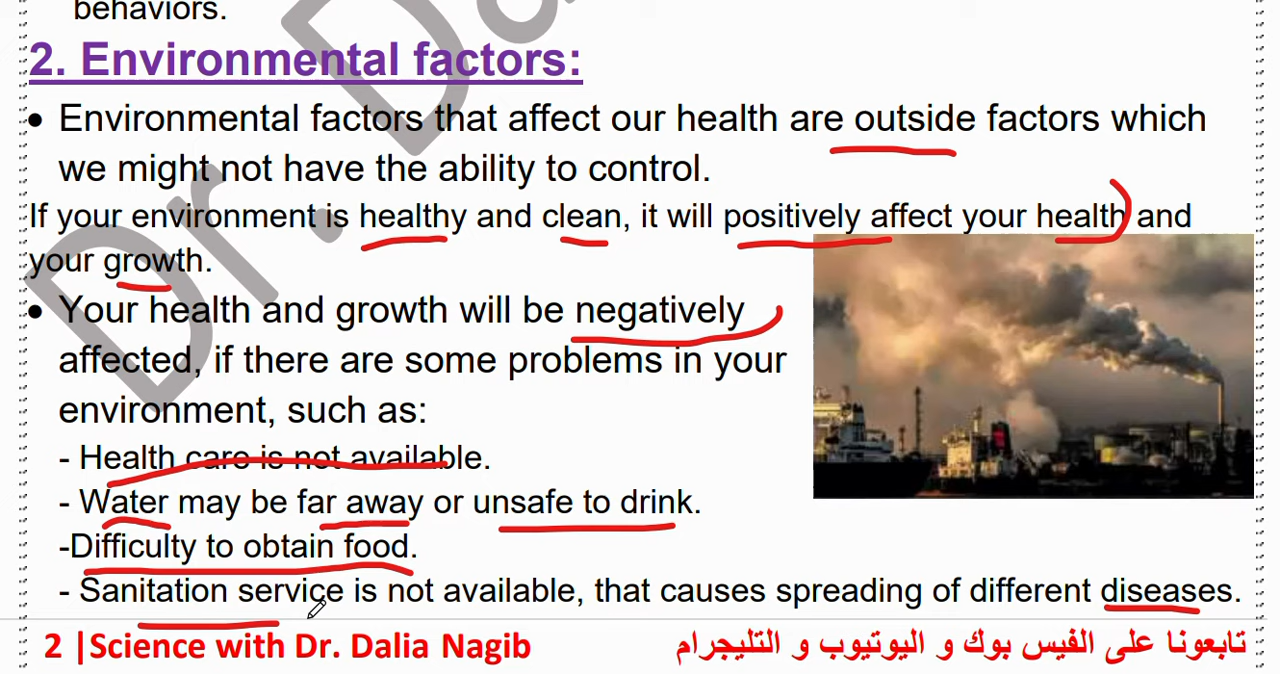 behaviors.
2. Environmental factors:
• Environmental factors that affect our health are outside factors which
we might not have the ability to control.
If your environment is healthy and clean, it will positively affect your health and
your growth.
• Your health and growth will be negatively
affected, if there are some problems in your
environment, such as:
- Health care is not available.
- Water may be far away or unsafe to drink.
-Difficulty to obtain food.
- Sanitation service is not available, that causes spreading of different diseases.
2 |Science with Dr. Dalia Nagib
تابعونا على الفيس بوك و اليوتيوب و التليجرام
Dr. Da